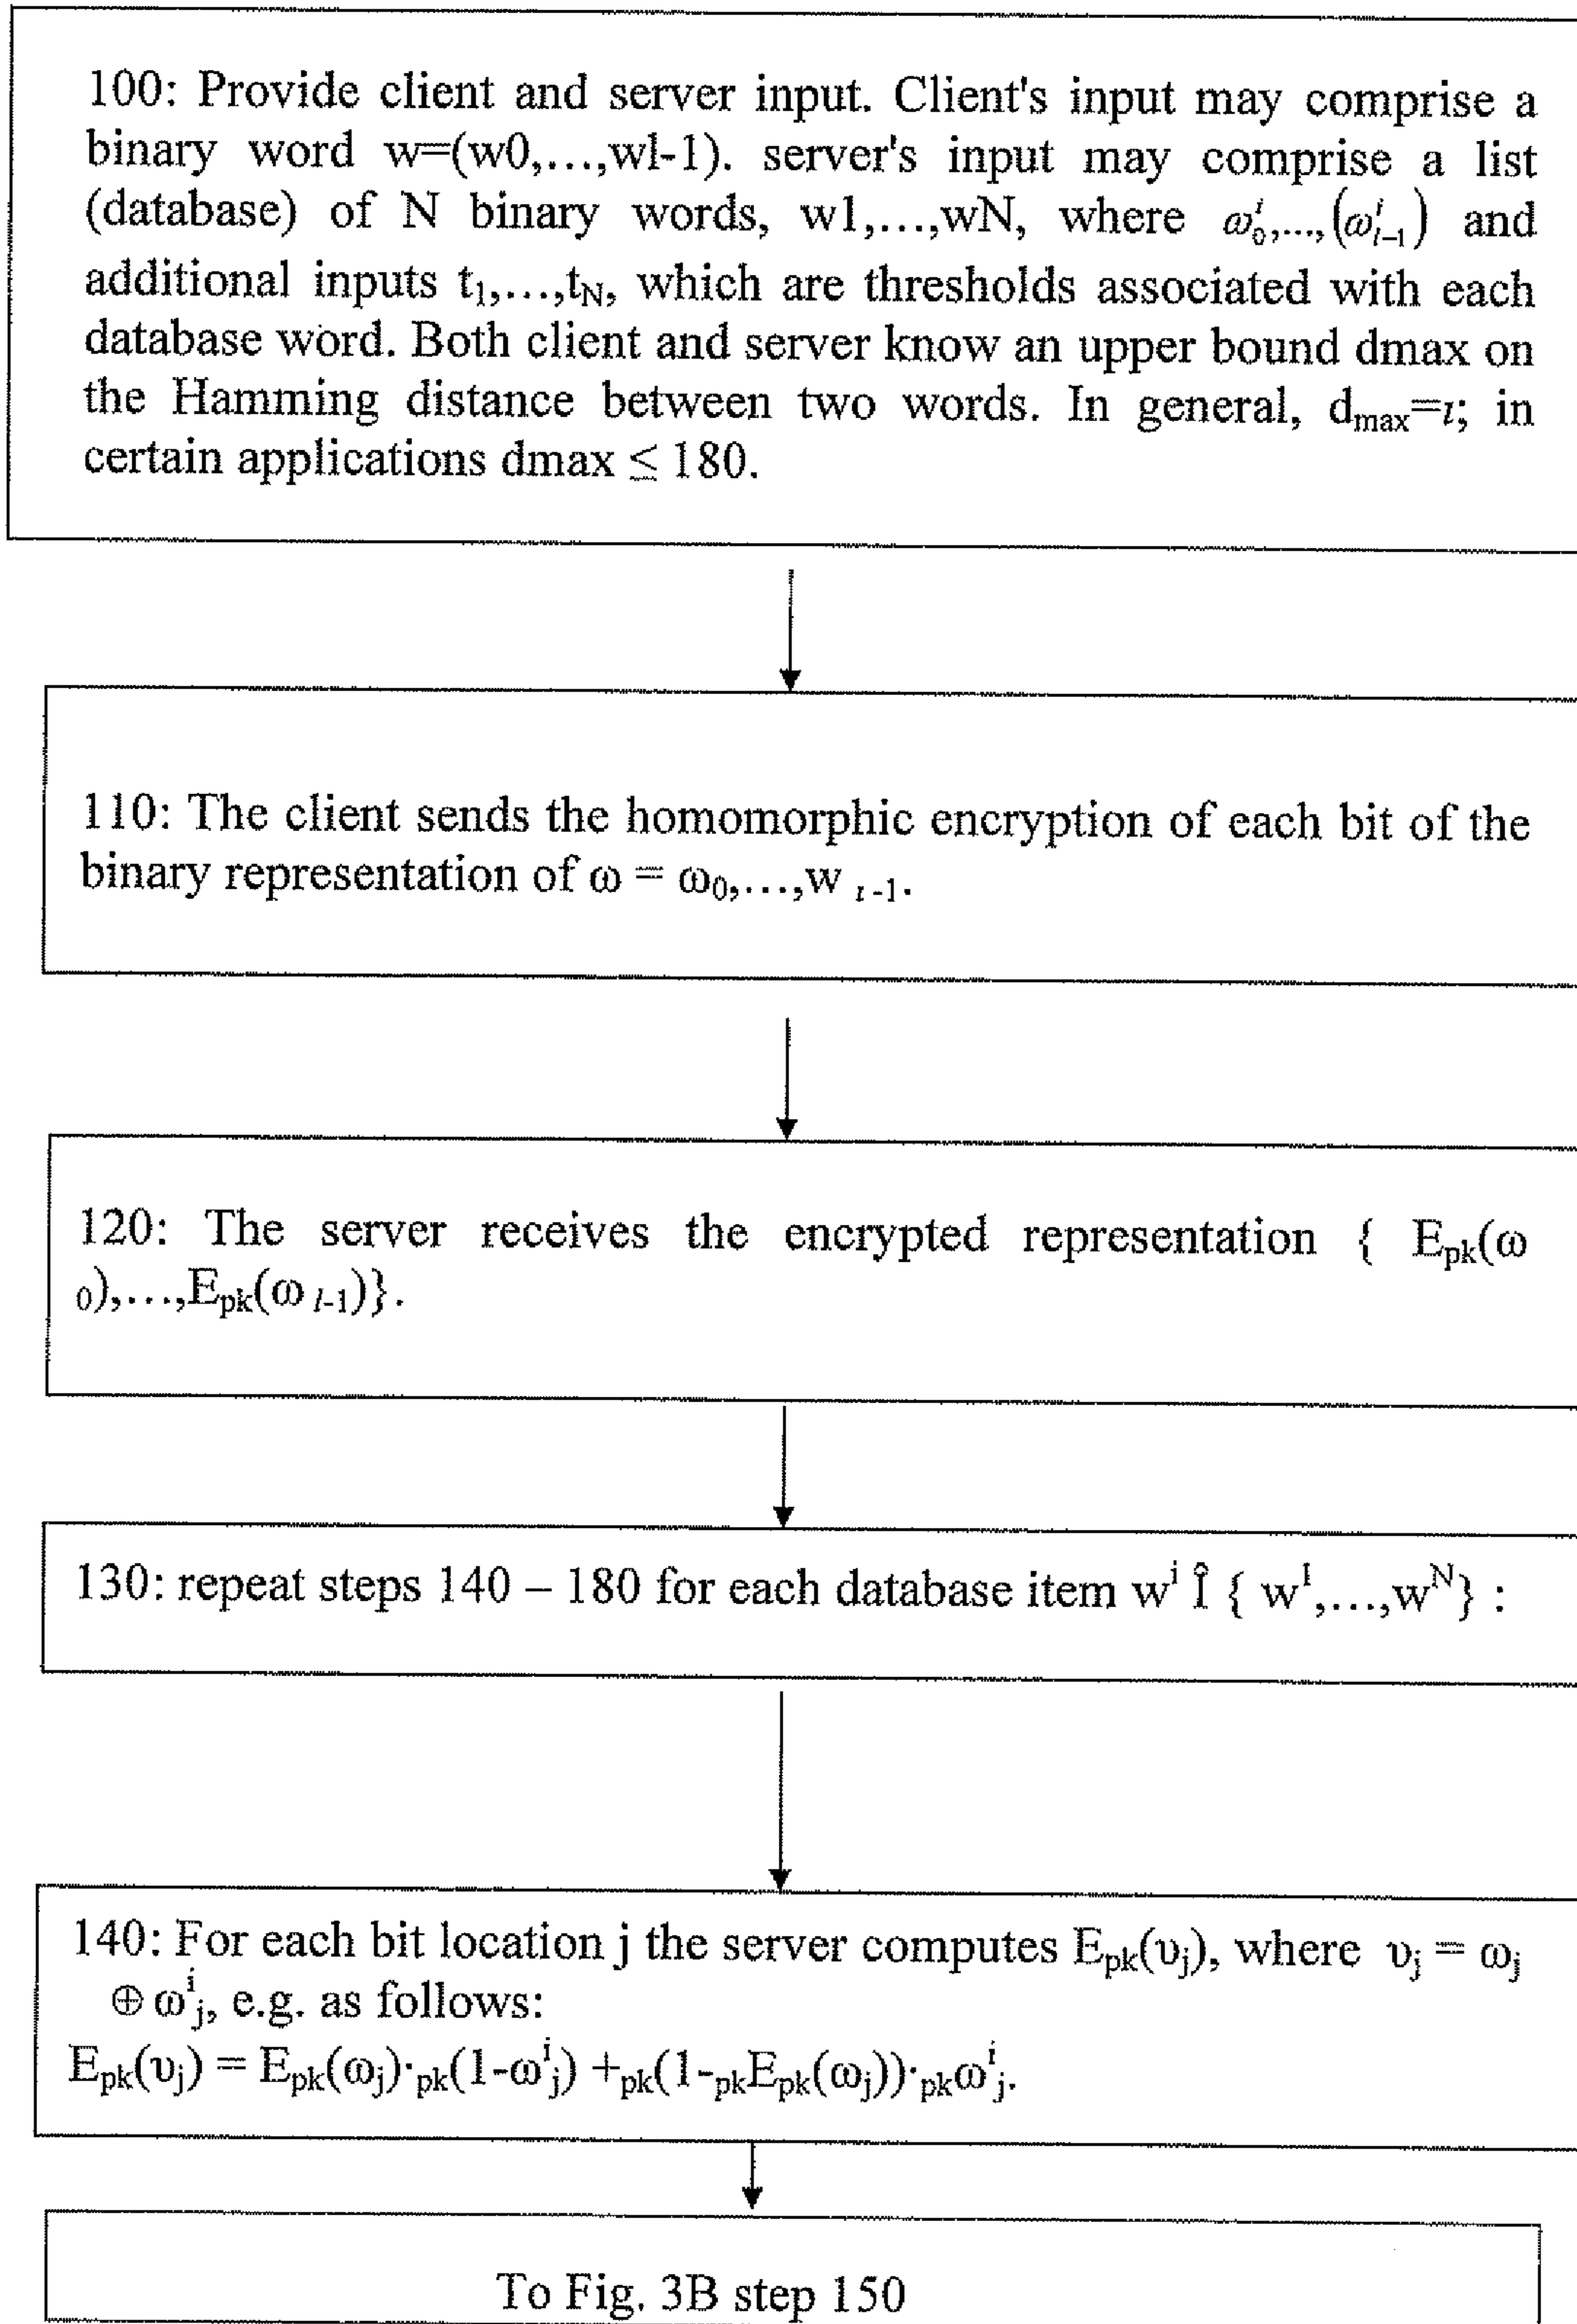 100: Provide client and server input. Client's input may comprise a
binary word w=(w0,…,wl-1). server's input may comprise a list
(database) of N binary words, w1,…,wN, where ω₀ⁱ,...,(ωⁱₗ₋₁) and
additional inputs t₁,…,t_N, which are thresholds associated with each
database word. Both client and server know an upper bound dmax on
the Hamming distance between two words. In general, d_max=ι; in
certain applications dmax ≤ 180.
110: The client sends the homomorphic encryption of each bit of the
binary representation of ω = ω₀,…,w ι-1.
120: The server receives the encrypted representation { E_pk(ω
₀),…,E_pk(ω l-1)}.
130: repeat steps 140 – 180 for each database item wⁱ Î { w¹,…,w^N} :
140: For each bit location j the server computes E_pk(υ_j), where υ_j = ω_j
⊕ ωⁱ_j, e.g. as follows:
E_pk(υ_j) = E_pk(ω_j)·_pk(1-ωⁱ_j) +_pk(1-_pkE_pk(ω_j))·_pkωⁱ_j.
To Fig. 3B step 150